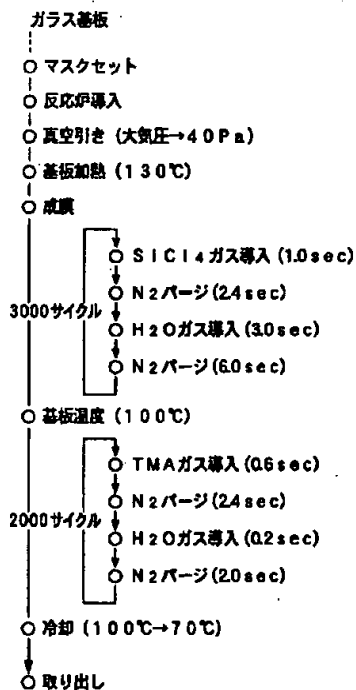 ガラス基板
マスクセット
反応炉導入
真空引き (大気圧→40Pa)
基板加熱 (130℃)
成膜
SiCl4ガス導入 (1.0sec)
N2パージ (2.4sec)
3000サイクル
H2Oガス導入 (3.0sec)
N2パージ (6.0sec)
基板温度 (100℃)
TMAガス導入 (0.6sec)
N2パージ (2.4sec)
2000サイクル
H2Oガス導入 (0.2sec)
N2パージ (2.0sec)
冷却 (100℃→70℃)
取り出し